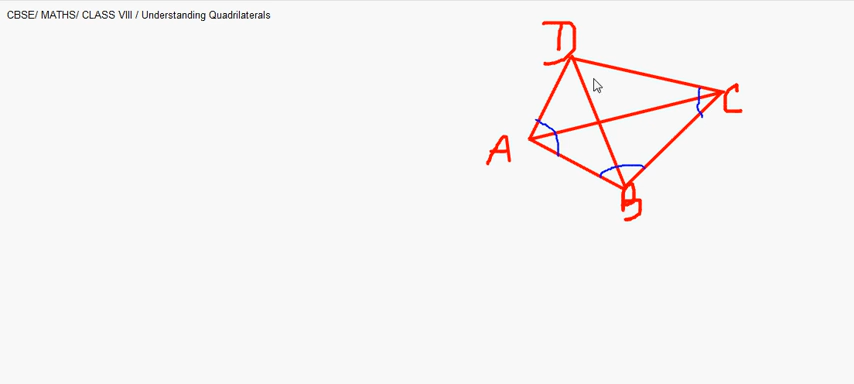 CBSE/ MATHS/ CLASS VIII / Understanding Quadrilaterals
D
C
A
B